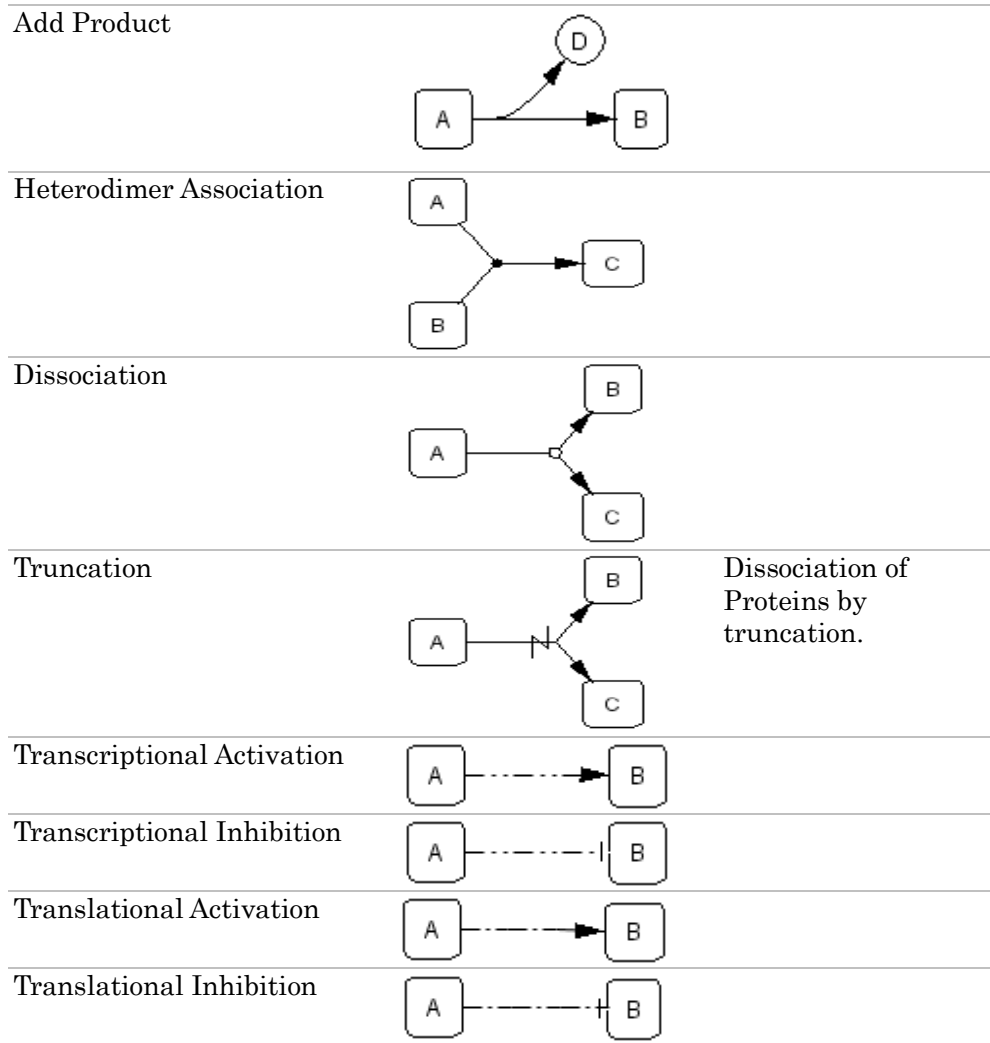 Add Product
D
A
B
Heterodimer Association
A
C
B
Dissociation
B
A
C
Truncation
B
Dissociation of
Proteins by
truncation.
A
C
Transcriptional Activation
A
B
Transcriptional Inhibition
A
B
Translational Activation
A
B
Translational Inhibition
A
B